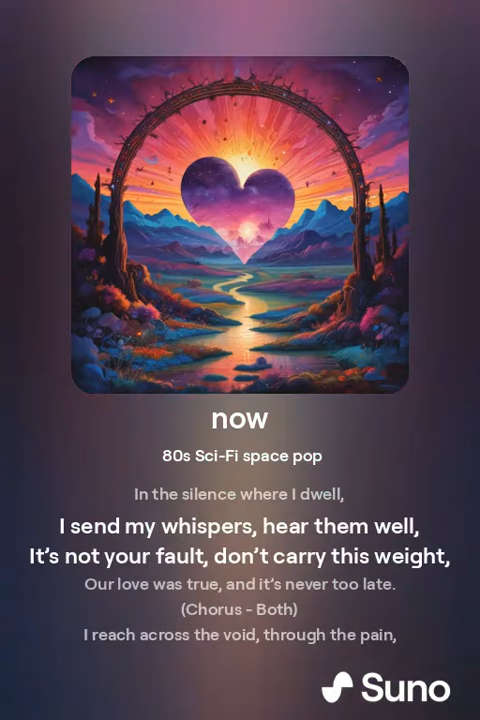 now
80s Sci-Fi space pop
In the silence where I dwell,
I send my whispers, hear them well,
It's not your fault, don't carry this weight,
Our love was true, and it's never too late.
(Chorus - Both)
I reach across the void, through the pain,
Suno